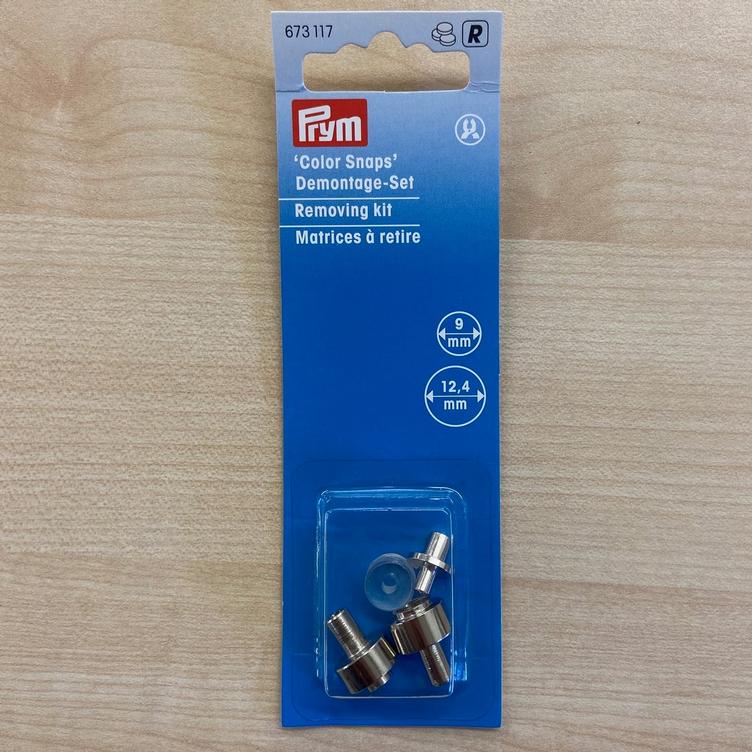 673 117
R
Prym
‘Color Snaps’
Demontage-Set
Removing kit
Matrices à retire
9
mm
12,4
mm